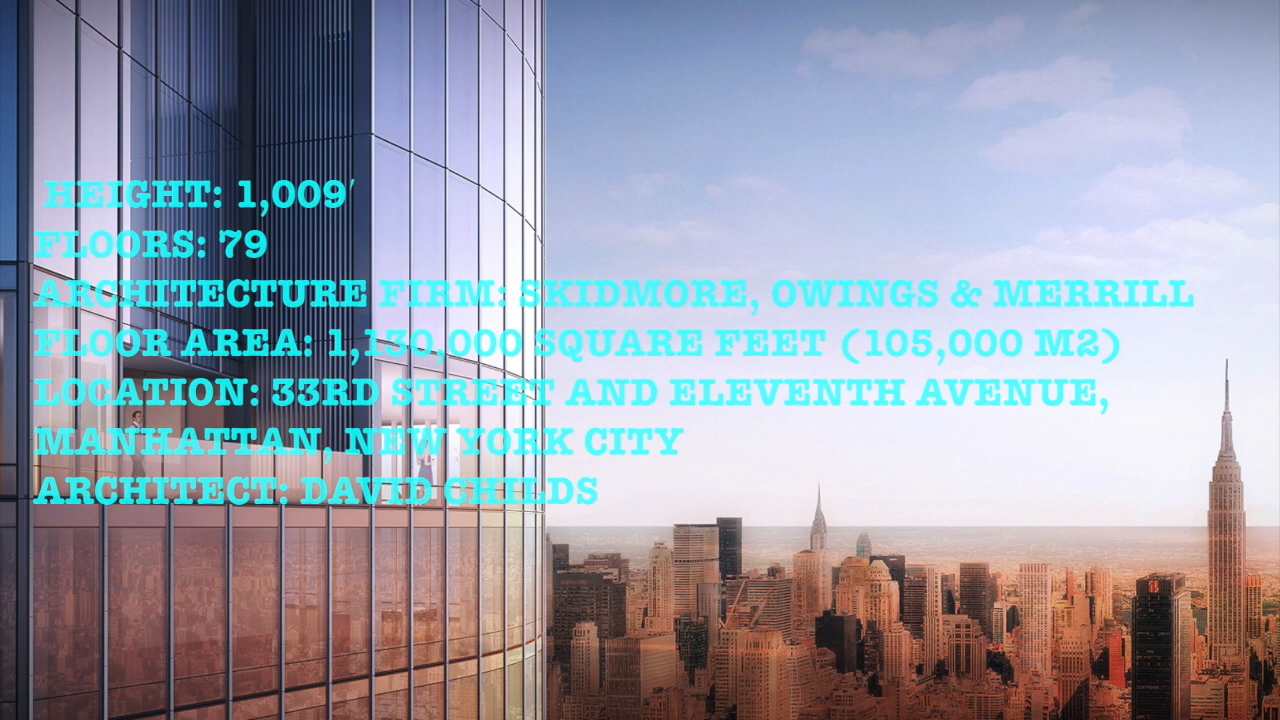 HEIGHT: 1,009′
FLOORS: 79
ARCHITECTURE FIRM: SKIDMORE, OWINGS & MERRILL
FLOOR AREA: 1,130,000 SQUARE FEET (105,000 M2)
LOCATION: 33RD STREET AND ELEVENTH AVENUE,
MANHATTAN, NEW YORK CITY
ARCHITECT: DAVID CHILDS